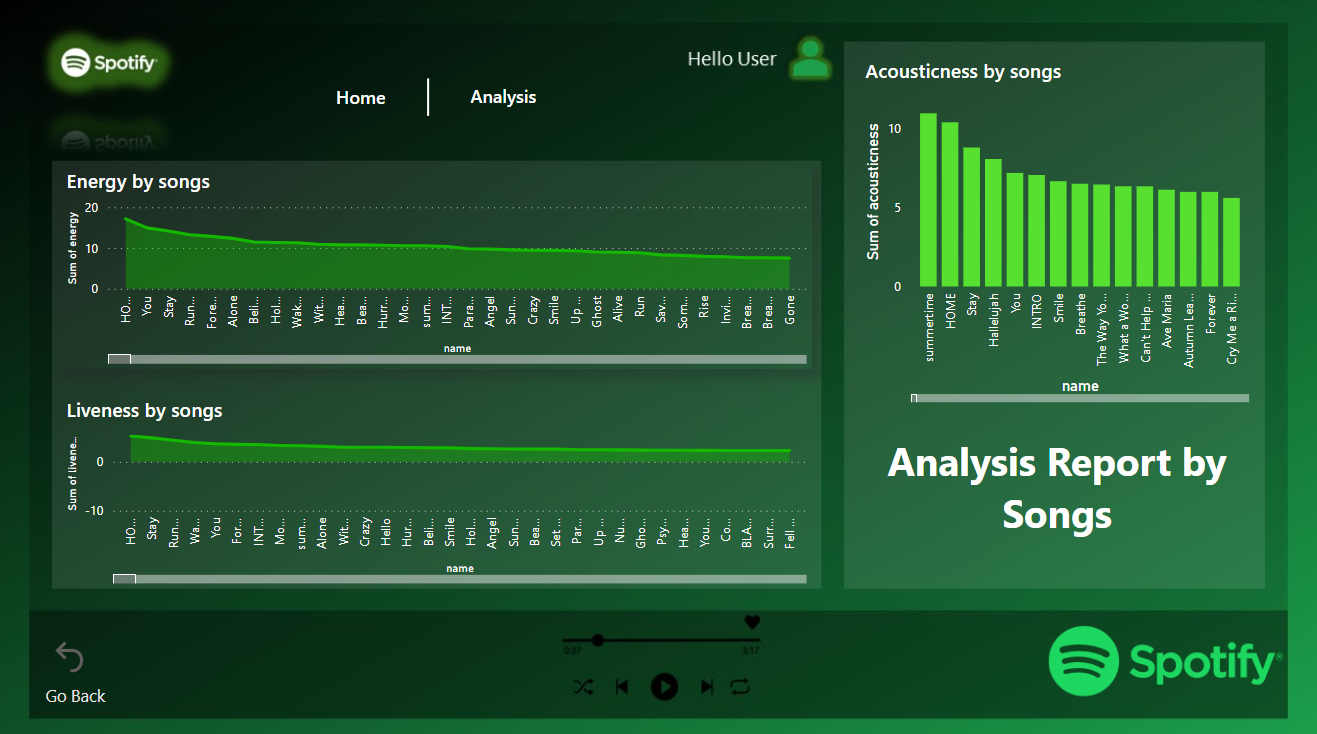 Spotify
Hello User
Home
Analysis
Energy by songs
Sum of energy
20
10
0
HO...
You
Stay
Run...
Fore...
Alone
Beli...
Hol...
Wak...
Wit...
Hea...
Bea...
Hurr...
Mo...
sum...
INT...
Para...
Angel
Sun...
Crazy
Smile
Up ...
Ghost
Alive
Run
Sav...
Som...
Rise
Invi...
Brea...
Brea...
Gone
name
Liveness by songs
Sum of livene...
0
-10
HO...
Stay
Run...
Wa...
You
For...
INT...
Mo...
sum...
Alone
Wit...
Crazy
Hello
Hur...
Beli...
Smile
Hol...
Angel
Sun...
Bea...
Set ...
Par...
Up ...
Nu...
Gho...
Psy...
Hea...
You...
Co...
BLA...
Surr...
Fell ...
name
Acousticness by songs
Sum of acousticness
10
5
0
summertime
HOME
Stay
Hallelujah
You
INTRO
Smile
Breathe
The Way Yo...
What a Wo...
Can't Help ...
Ave Maria
Autumn Lea...
Forever
Cry Me a Ri...
name
Analysis Report by
Songs
Go Back
0:37
3:17
Spotify®